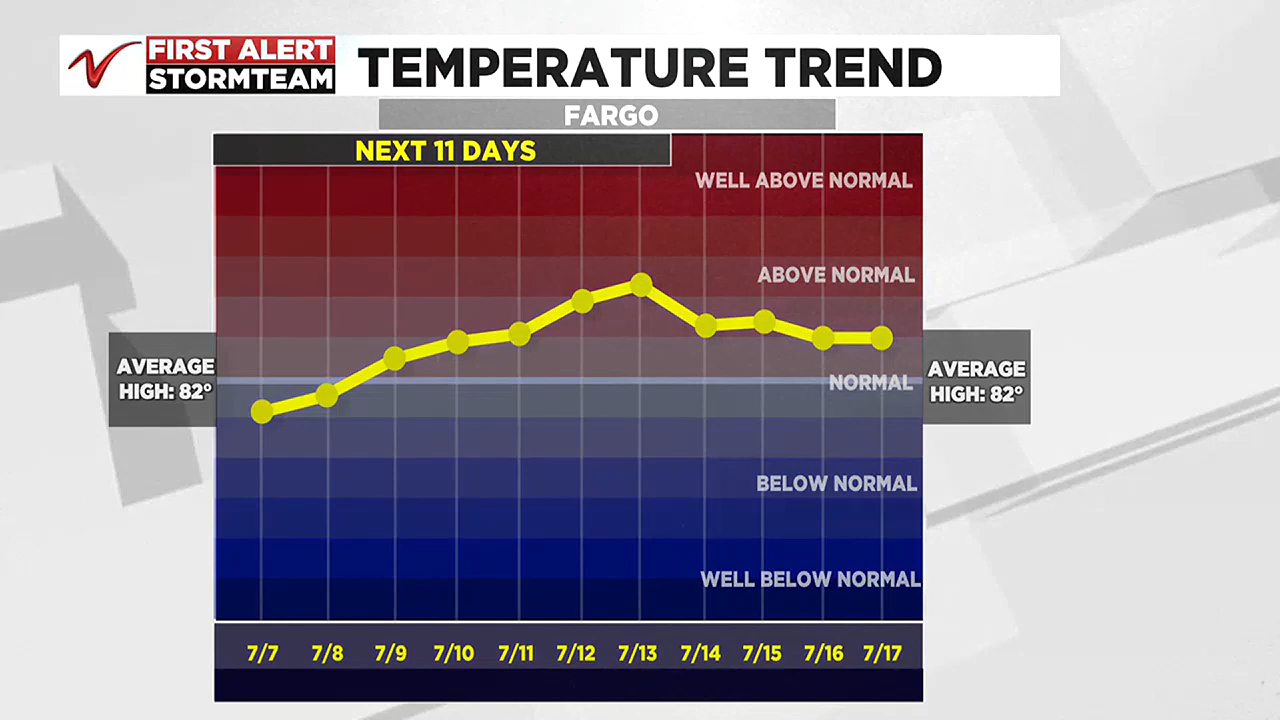 FIRST ALERT
STORMTEAM
TEMPERATURE TREND
FARGO
NEXT 11 DAYS
WELL ABOVE NORMAL
ABOVE NORMAL
AVERAGE
HIGH: 82°
NORMAL
AVERAGE
HIGH: 82°
BELOW NORMAL
WELL BELOW NORMAL
7/7 7/8 7/9 7/10 7/11 7/12 7/13 7/14 7/15 7/16 7/17